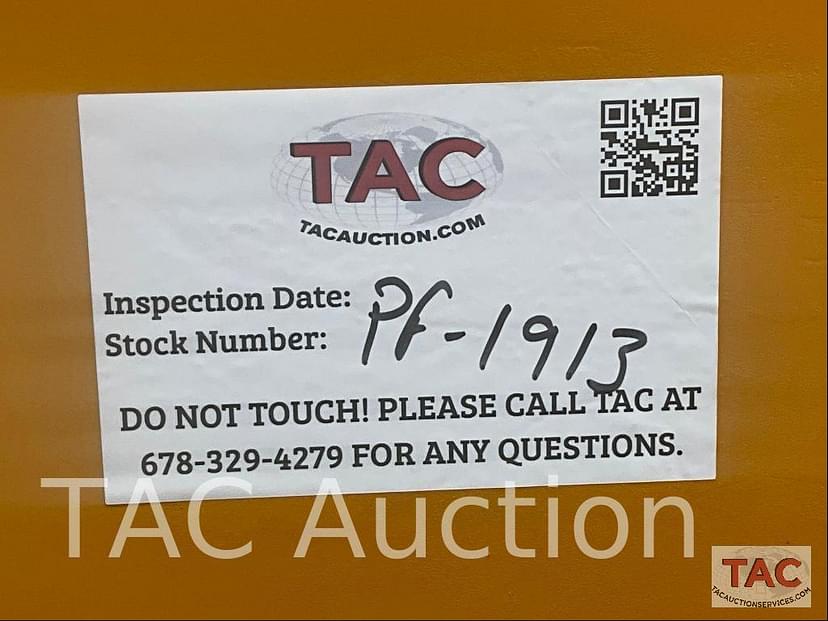 TAC
TACAUCTION.COM
Inspection Date:
Stock Number: PF-1913
DO NOT TOUCH! PLEASE CALL TAC AT
678-329-4279 FOR ANY QUESTIONS.
TAC Auction
TAC
TACAUCTIONSERVICES.COM